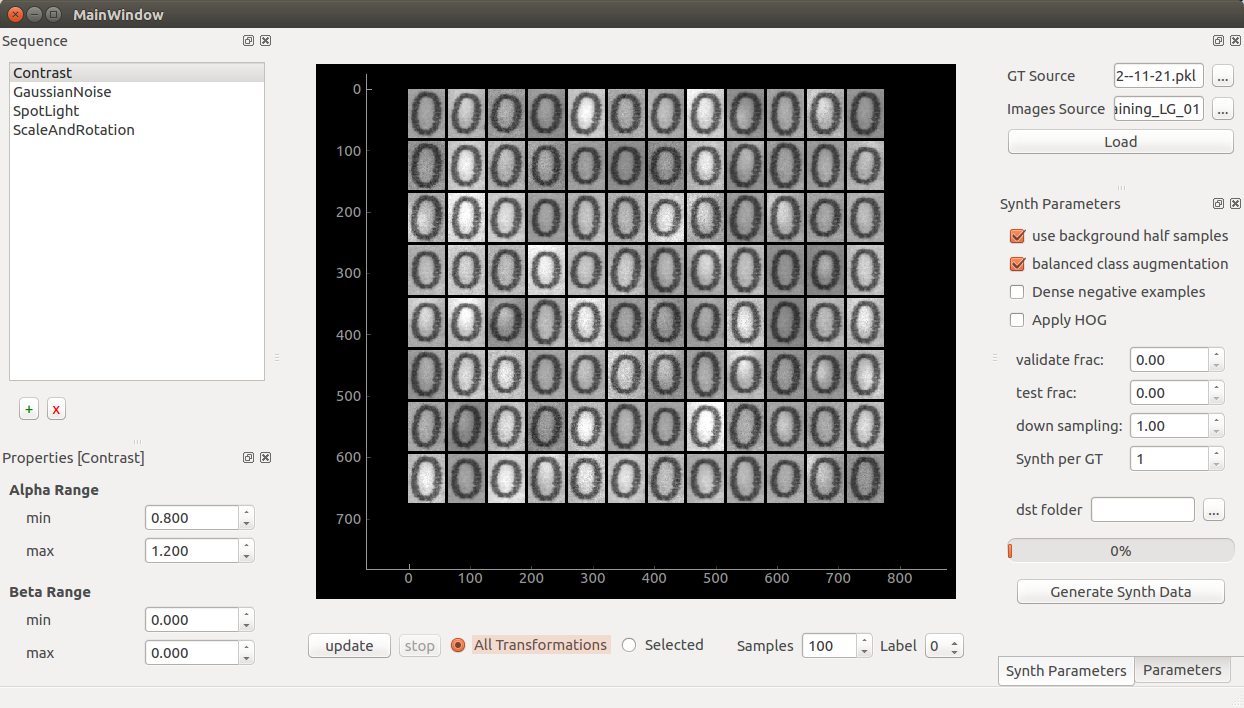 MainWindow
Sequence
Contrast
GaussianNoise
SpotLight
ScaleAndRotation
+ x
Properties [Contrast]
Alpha Range
min 0.800
max 1.200
Beta Range
min 0.000
max 0.000
0
100
200
300
400
500
600
700
0 100 200 300 400 500 600 700 800
update stop All Transformations Selected Samples 100 Label 0
GT Source 2--11-21.pkl ...
Images Source aining_LG_01 ...
Load
Synth Parameters
use background half samples
balanced class augmentation
Dense negative examples
Apply HOG
validate frac: 0.00
test frac: 0.00
down sampling: 1.00
Synth per GT 1
dst folder ...
0%
Generate Synth Data
Synth Parameters Parameters